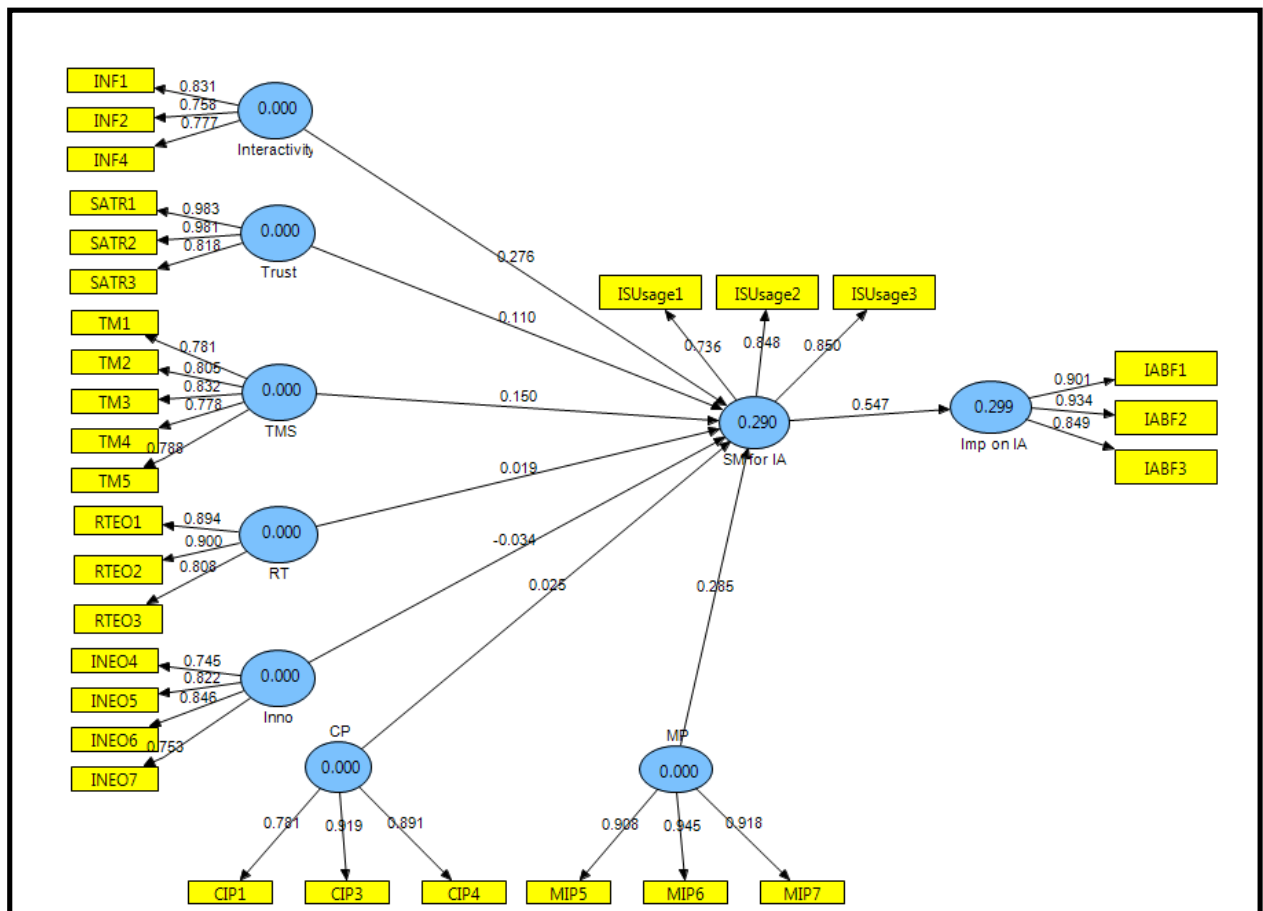 INF1
0.831
INF2
0.758
INF4
0.777
0.000
Interactivity
SATR1
0.983
SATR2
0.981
SATR3
0.818
0.000
Trust
TM1
0.781
TM2
0.805
TM3
0.832
TM4
0.778
TM5
0.788
0.000
TMS
RTEO1
0.894
RTEO2
0.900
RTEO3
0.808
0.000
RT
INEO4
0.745
INEO5
0.822
INEO6
0.846
INEO7
0.753
0.000
Inno
0.276
0.110
0.150
0.019
-0.034
0.025
0.285
ISUsage1
ISUsage2
ISUsage3
0.736
0.848
0.850
0.290
SM for IA
0.547
0.299
Imp on IA
0.901
IABF1
0.934
IABF2
0.849
IABF3
CP
0.000
0.781
0.919
0.891
CIP1
CIP3
CIP4
MP
0.000
0.908
0.945
0.918
MIP5
MIP6
MIP7